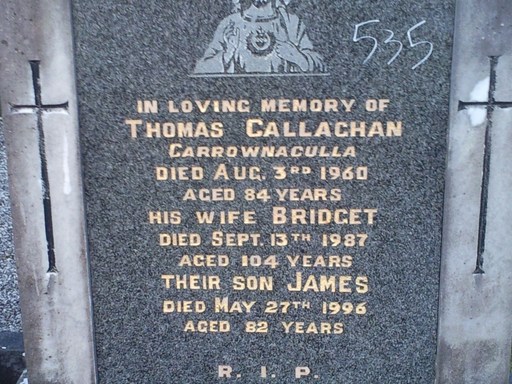 535
IN LOVING MEMORY OF
THOMAS CALLAGHAN
CARROWNACULLA
DIED AUG. 3RD 1960
AGED 84 YEARS
HIS WIFE BRIDGET
DIED SEPT. 13TH 1987
AGED 104 YEARS
THEIR SON JAMES
DIED MAY 27TH 1996
AGED 82 YEARS
R. I. P.